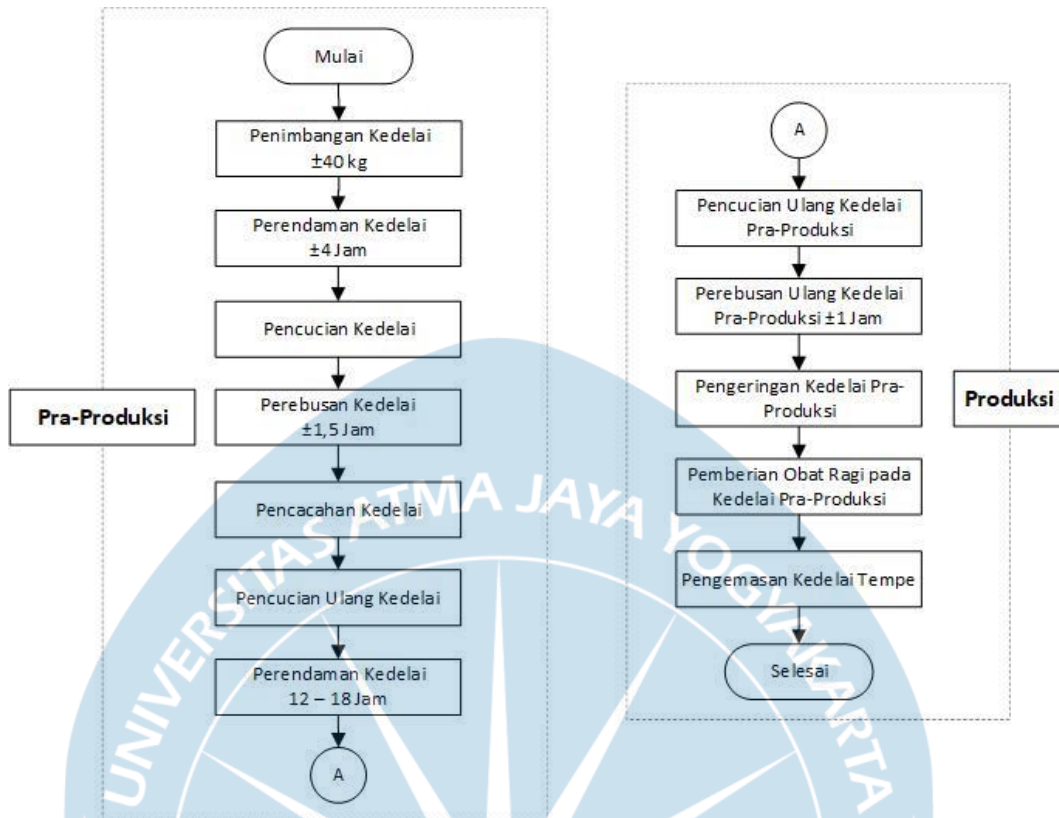 Mulai
Penimbangan Kedelai
±40 kg
Perendaman Kedelai
±4 Jam
Pencucian Kedelai
Pra-Produksi
Perebusan Kedelai
±1,5 Jam
Pencacahan Kedelai
Pencucian Ulang Kedelai
Perendaman Kedelai
12 – 18 Jam
A
A
Pencucian Ulang Kedelai
Pra-Produksi
Perebusan Ulang Kedelai
Pra-Produksi ±1 Jam
Pengeringan Kedelai Pra-
Produksi
Produksi
Pemberian Obat Ragi pada
Kedelai Pra-Produksi
Pengemasan Kedelai Tempe
Selesai
UNIVERSITAS ATMA JAYA YOGYAKARTA